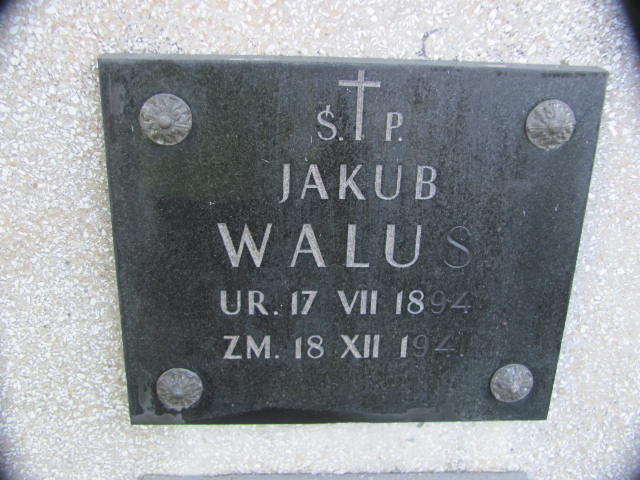 Ś. P.
JAKUB
WALUS
UR. 17 VII 1894
ZM. 18 XII